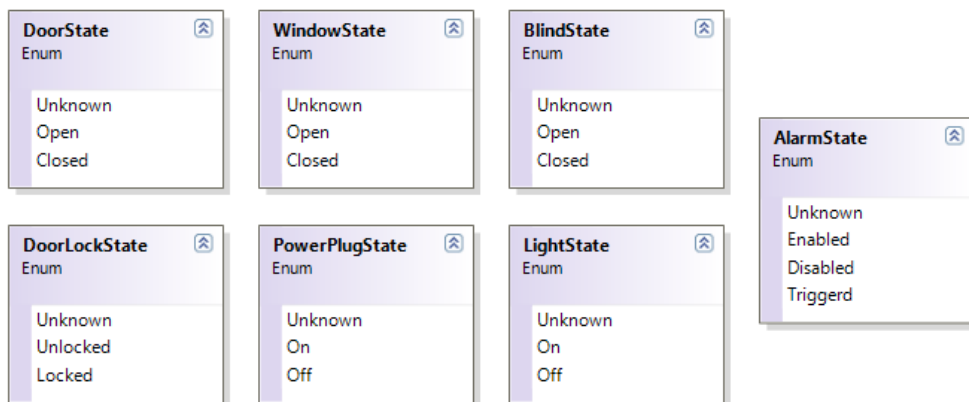 DoorState
Enum
Unknown
Open
Closed
WindowState
Enum
Unknown
Open
Closed
BlindState
Enum
Unknown
Open
Closed
AlarmState
Enum
Unknown
Enabled
Disabled
Triggerd
DoorLockState
Enum
Unknown
Unlocked
Locked
PowerPlugState
Enum
Unknown
On
Off
LightState
Enum
Unknown
On
Off